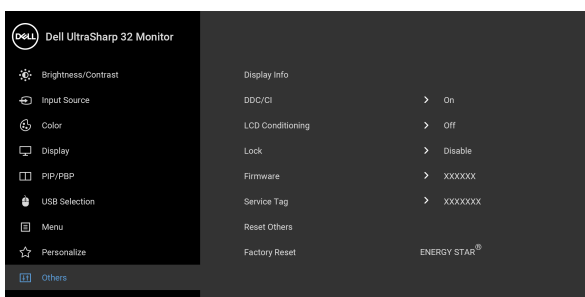 DELL Dell UltraSharp 32 Monitor
Brightness/Contrast Display Info
Input Source DDC/CI > On
Color LCD Conditioning > Off
Display Lock > Disable
PIP/PBP Firmware > XXXXXX
USB Selection Service Tag > XXXXXXX
Menu Reset Others
Personalize Factory Reset ENERGY STAR®
Others